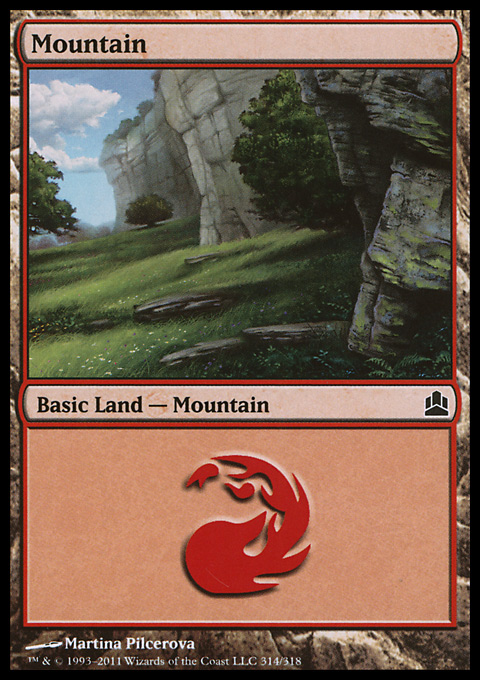 Mountain
Basic Land — Mountain
Martina Pilcerova
™ & © 1993–2011 Wizards of the Coast LLC 314/318